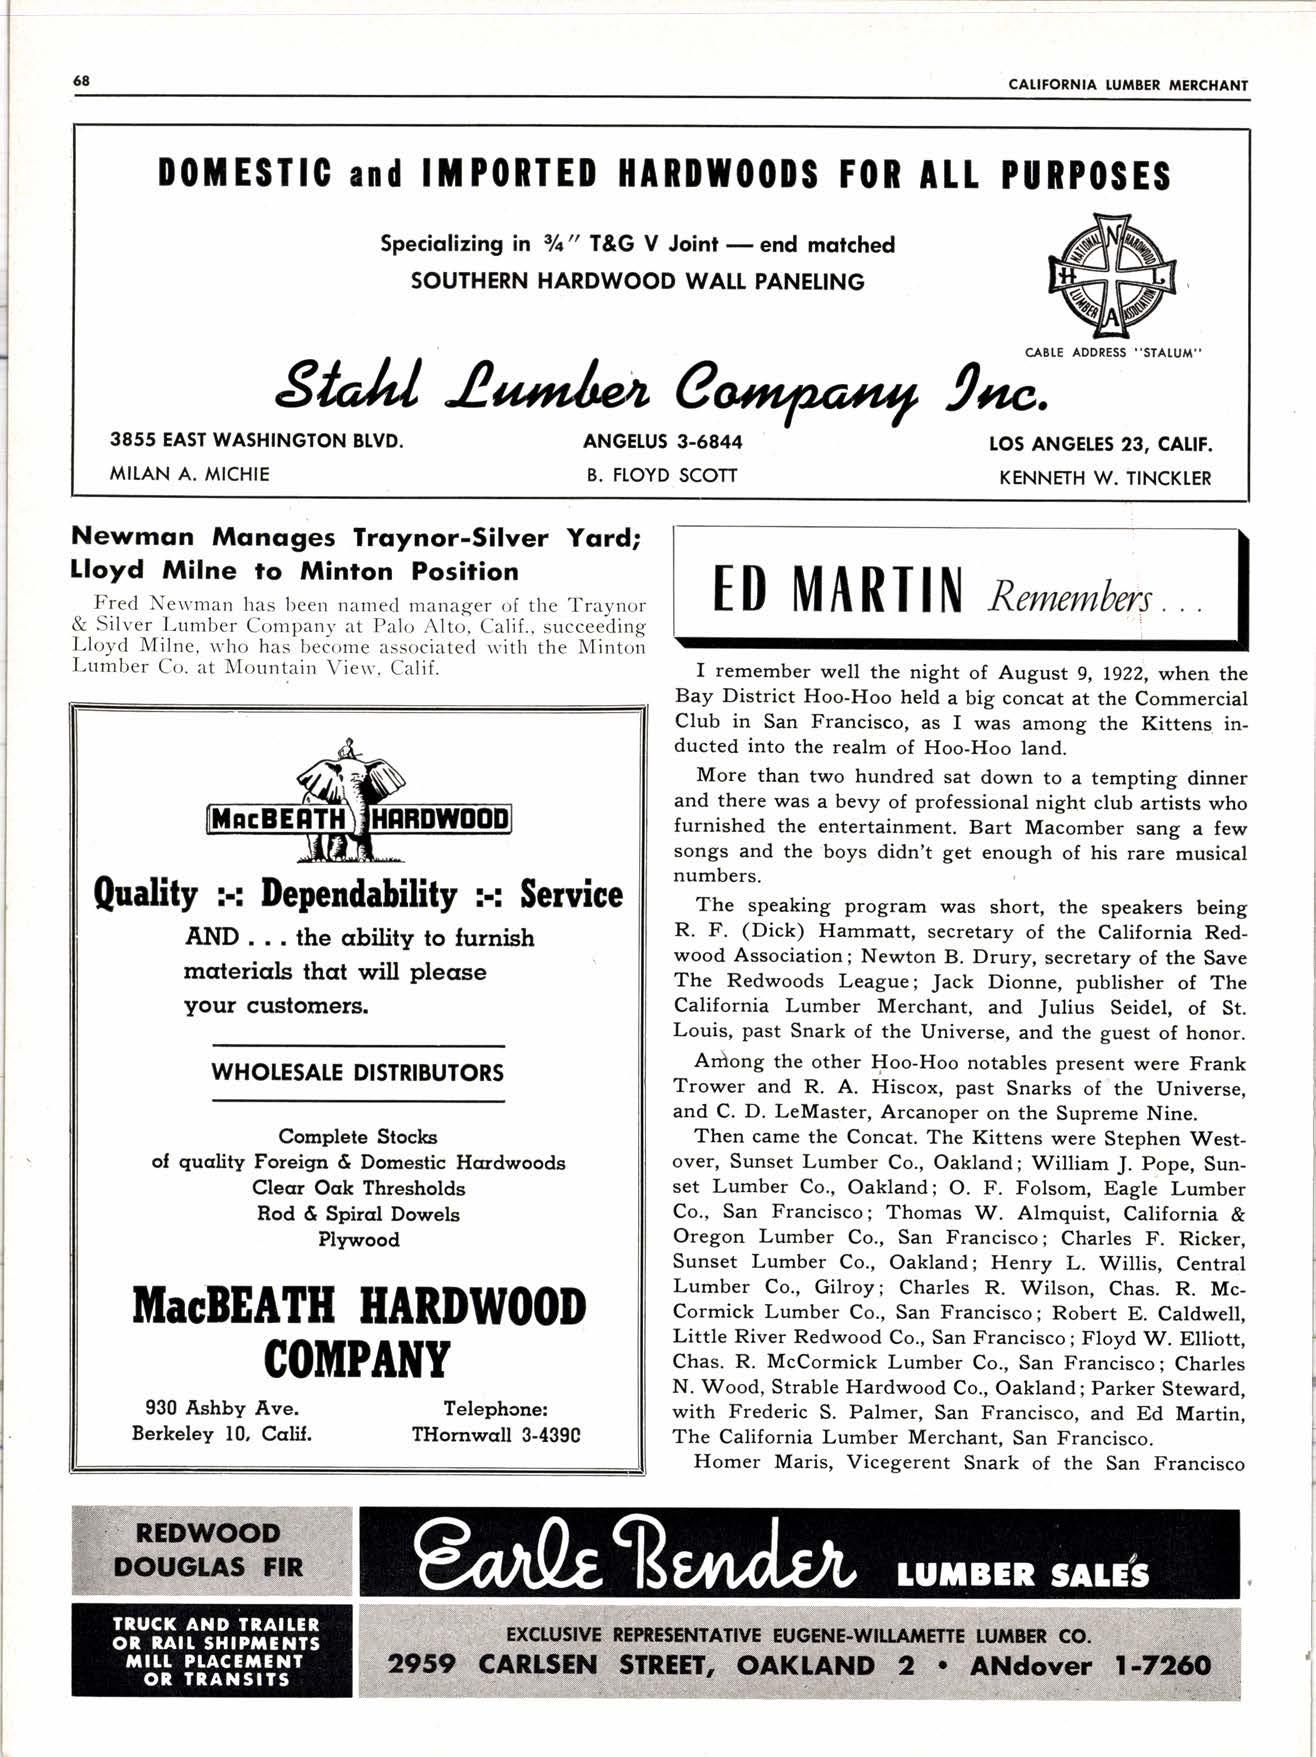 68
CALIFORNIA LUMBER MERCHANT
DOMESTIC and IMPORTED HARDWOODS FOR ALL PURPOSES
Specializing in ¾" T&G V Joint — end matched
SOUTHERN HARDWOOD WALL PANELING
NATIONAL HARDWOOD
N H L A
LUMBER ASSOCIATION
CABLE ADDRESS "STALUM"
Stahl Lumber Company Inc.
3855 EAST WASHINGTON BLVD.
ANGELUS 3-6844
LOS ANGELES 23, CALIF.
MILAN A. MICHIE
B. FLOYD SCOTT
KENNETH W. TINCKLER
Newman Manages Traynor-Silver Yard;
Lloyd Milne to Minton Position
Fred Newman has been named manager of the Traynor
& Silver Lumber Company at Palo Alto, Calif., succeeding
Lloyd Milne, who has become associated with the Minton
Lumber Co. at Mountain View, Calif.
MacBEATH HARDWOOD
Quality :-: Dependability :-: Service
AND . . . the ability to furnish
materials that will please
your customers.
WHOLESALE DISTRIBUTORS
Complete Stocks
of quality Foreign & Domestic Hardwoods
Clear Oak Thresholds
Rod & Spiral Dowels
Plywood
MacBEATH HARDWOOD
COMPANY
930 Ashby Ave.
Berkeley 10, Calif.
Telephone:
THornwall 3-4390
ED MARTIN Remembers . . .
I remember well the night of August 9, 1922, when the
Bay District Hoo-Hoo held a big concat at the Commercial
Club in San Francisco, as I was among the Kittens in-
ducted into the realm of Hoo-Hoo land.
More than two hundred sat down to a tempting dinner
and there was a bevy of professional night club artists who
furnished the entertainment. Bart Macomber sang a few
songs and the boys didn't get enough of his rare musical
numbers.
The speaking program was short, the speakers being
R. F. (Dick) Hammatt, secretary of the California Red-
wood Association; Newton B. Drury, secretary of the Save
The Redwoods League; Jack Dionne, publisher of The
California Lumber Merchant, and Julius Seidel, of St.
Louis, past Snark of the Universe, and the guest of honor.
Among the other Hoo-Hoo notables present were Frank
Trower and R. A. Hiscox, past Snarks of the Universe,
and C. D. LeMaster, Arcanoper on the Supreme Nine.
Then came the Concat. The Kittens were Stephen West-
over, Sunset Lumber Co., Oakland; William J. Pope, Sun-
set Lumber Co., Oakland; O. F. Folsom, Eagle Lumber
Co., San Francisco; Thomas W. Almquist, California &
Oregon Lumber Co., San Francisco; Charles F. Ricker,
Sunset Lumber Co., Oakland; Henry L. Willis, Central
Lumber Co., Gilroy; Charles R. Wilson, Chas. R. Mc-
Cormick Lumber Co., San Francisco; Robert E. Caldwell,
Little River Redwood Co., San Francisco; Floyd W. Elliott,
Chas. R. McCormick Lumber Co., San Francisco; Charles
N. Wood, Strable Hardwood Co., Oakland; Parker Steward,
with Frederic S. Palmer, San Francisco, and Ed Martin,
The California Lumber Merchant, San Francisco.
Homer Maris, Vicegerent Snark of the San Francisco
REDWOOD
DOUGLAS FIR
Earle Bender LUMBER SALES
TRUCK AND TRAILER
OR RAIL SHIPMENTS
MILL PLACEMENT
OR TRANSITS
EXCLUSIVE REPRESENTATIVE EUGENE-WILLAMETTE LUMBER CO.
2959 CARLSEN STREET, OAKLAND 2 • ANdover 1-7260